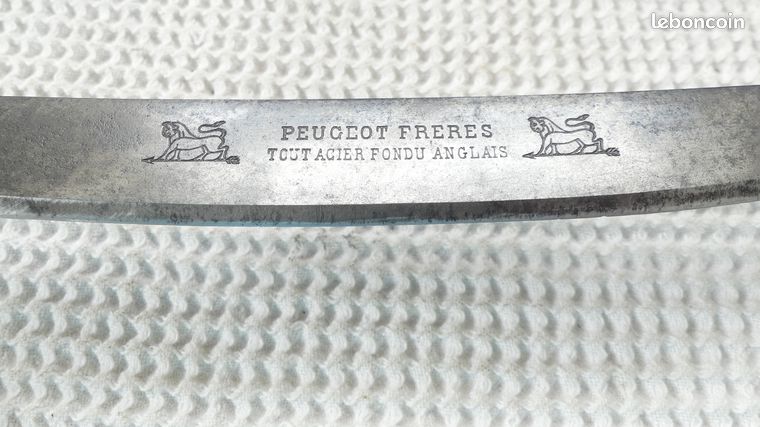 leboncoin
PEUGEOT FRERES
TOUT ACIER FONDU ANGLAIS